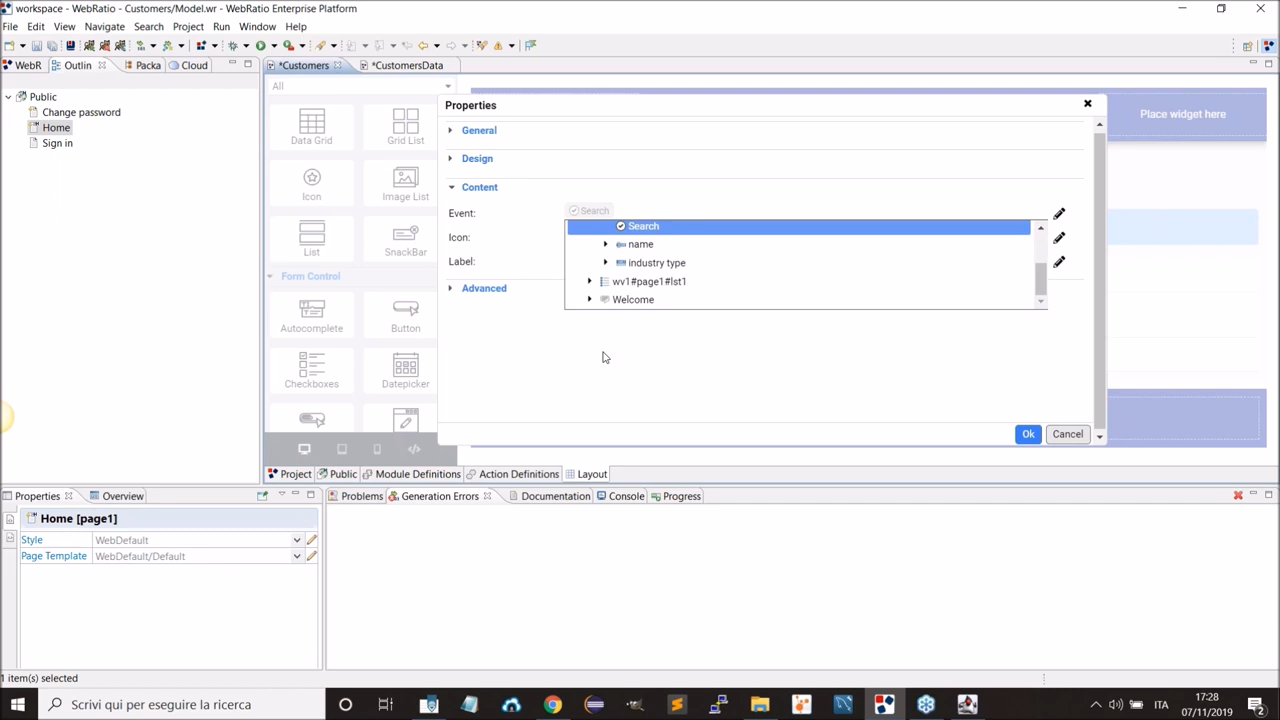 workspace - WebRatio - Customers/Model.wr - WebRatio Enterprise Platform
File Edit View Navigate Search Project Run Window Help
WebR Outlin Packa Cloud
*Customers *CustomersData
Public
Change password
Home
Sign in
All
Data Grid Grid List
Icon Image List
List SnackBar
Form Control
Autocomplete Button
Checkboxes Datepicker
Properties
General
Design
Content
Event: Search
Icon:
Label:
Search
name
industry type
wv1#page1#lst1
Welcome
Advanced
Ok Cancel
Place widget here
Project Public Module Definitions Action Definitions Layout
Properties Overview
Home [page1]
Style WebDefault
Page Template WebDefault/Default
Problems Generation Errors Documentation Console Progress
1 item(s) selected
Scrivi qui per eseguire la ricerca
ITA
17:28
07/11/2019
2